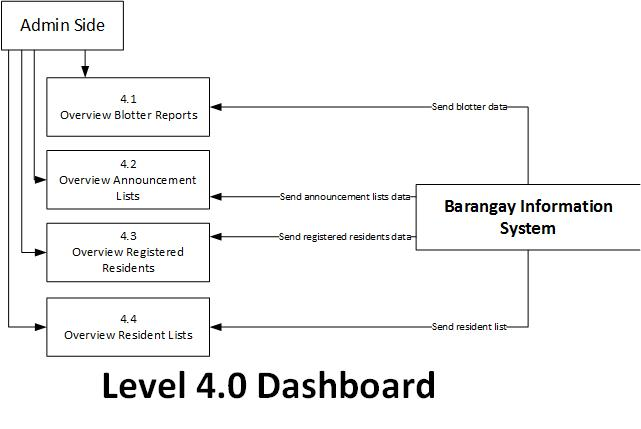 Admin Side
4.1
Overview Blotter Reports
Send blotter data
4.2
Overview Announcement
Lists
Send announcement lists data
Barangay Information
System
4.3
Overview Registered
Residents
Send registered residents data
4.4
Overview Resident Lists
Send resident list
Level 4.0 Dashboard